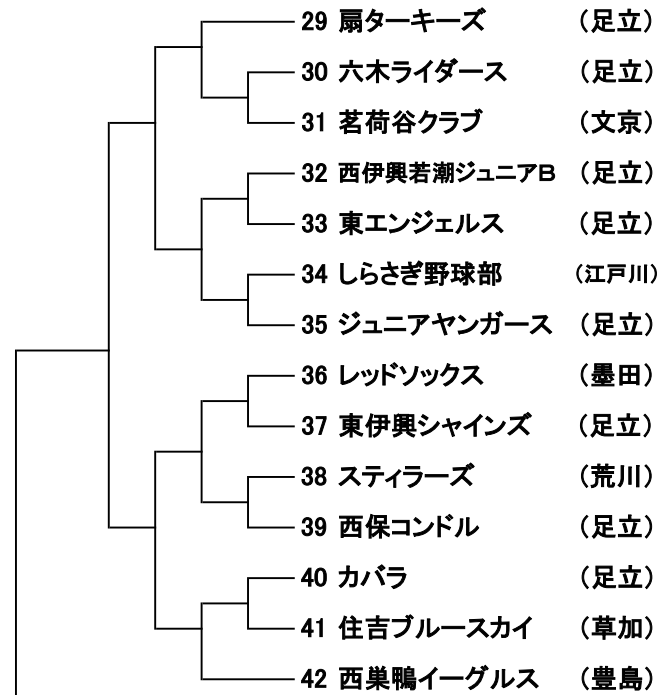 29 扇ターキーズ （足立）
30 六木ライダース （足立）
31 茗荷谷クラブ （文京）
32 西伊興若潮ジュニアＢ （足立）
33 東エンジェルス （足立）
34 しらさぎ野球部 （江戸川）
35 ジュニアヤンガース （足立）
36 レッドソックス （墨田）
37 東伊興シャインズ （足立）
38 スティラーズ （荒川）
39 西保コンドル （足立）
40 カバラ （足立）
41 住吉ブルースカイ （草加）
42 西巣鴨イーグルス （豊島）